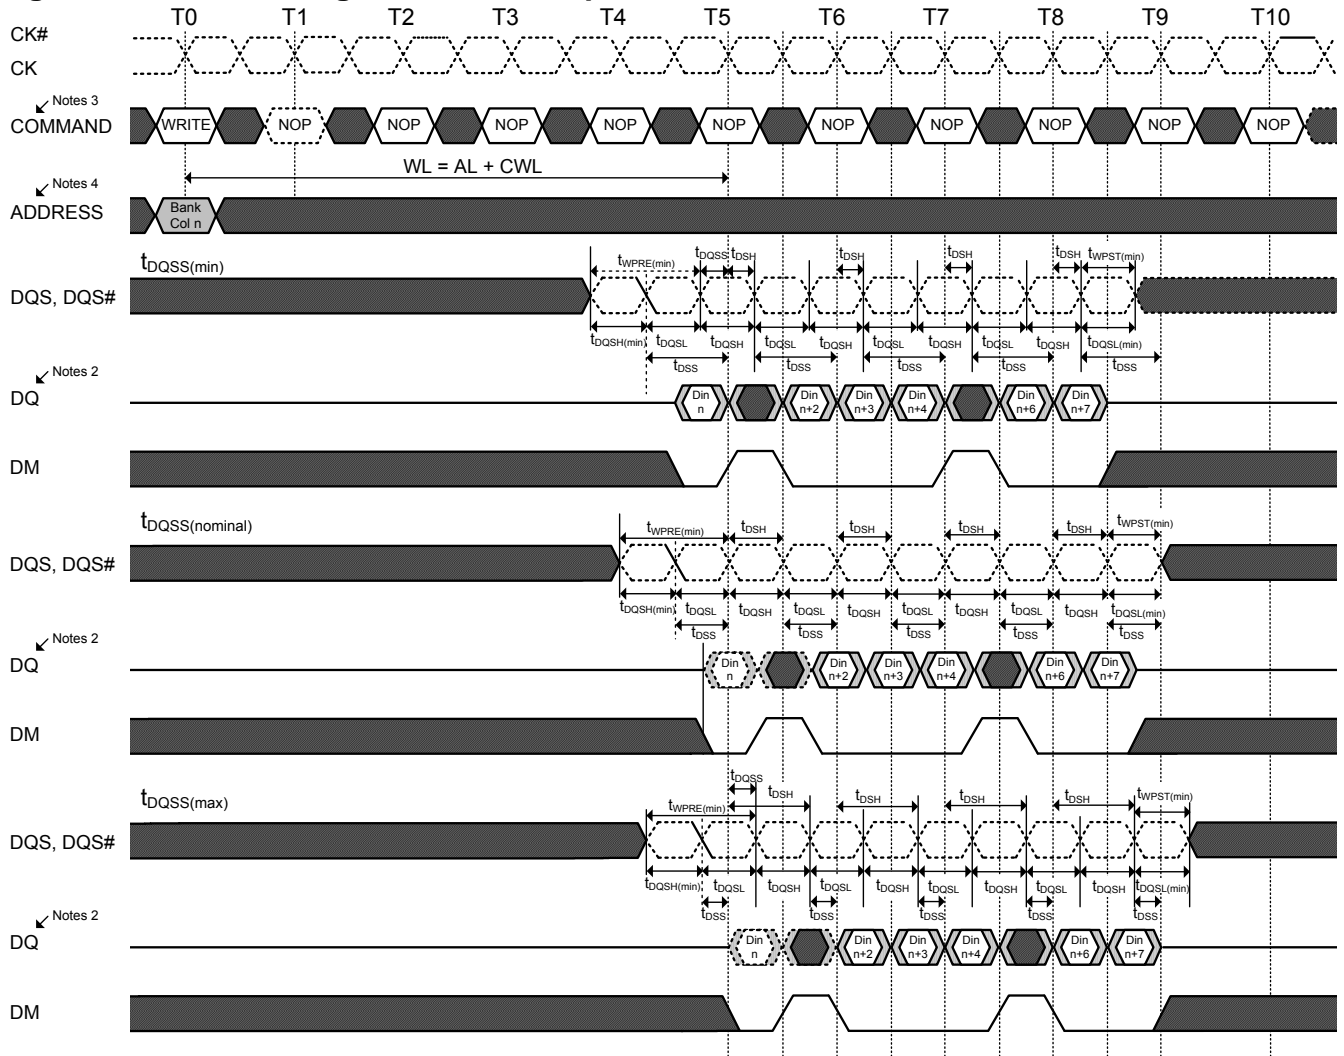 T0 T1 T2 T3 T4 T5 T6 T7 T8 T9 T10
CK#
CK
Notes 3
COMMAND WRITE NOP NOP NOP NOP NOP NOP NOP NOP NOP NOP
WL = AL + CWL
Notes 4
ADDRESS Bank Col n
tDQSS(min) tWPRE(min) tDQSS tDSH tDSH tDSH tDSH tWPST(min)
DQS, DQS#
tDQSH(min) tDQSL tDQSH tDQSL tDQSH tDQSL tDQSH tDQSL tDQSH tDQSL(min)
tDSS tDSS tDSS tDSS tDSS
Notes 2
DQ Din n Din n+2 Din n+3 Din n+4 Din n+6 Din n+7
DM
tDQSS(nominal) tWPRE(min) tDSH tDSH tDSH tDSH tWPST(min)
DQS, DQS#
tDQSH(min) tDQSL tDQSH tDQSL tDQSH tDQSL tDQSH tDQSL tDQSH tDQSL(min)
tDSS tDSS tDSS tDSS tDSS
Notes 2
DQ Din n Din n+2 Din n+3 Din n+4 Din n+6 Din n+7
DM
tDQSS
tDQSS(max) tWPRE(min) tDSH tDSH tDSH tDSH tWPST(min)
DQS, DQS#
tDQSH(min) tDQSL tDQSH tDQSL tDQSH tDQSL tDQSH tDQSL tDQSH tDQSL(min)
tDSS tDSS tDSS tDSS tDSS
Notes 2
DQ Din n Din n+2 Din n+3 Din n+4 Din n+6 Din n+7
DM